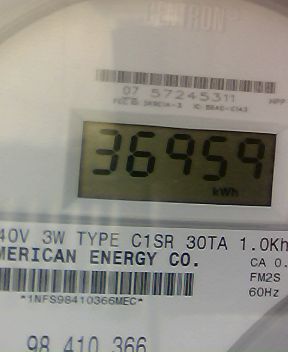 CENTRON
07 57245311
36959
kWh
40V 3W TYPE C1SR 30TA 1.0Kh
MERICAN ENERGY CO.
CA 0.
FM2S
60Hz
*1NFS98410366MEC*
98 410 366